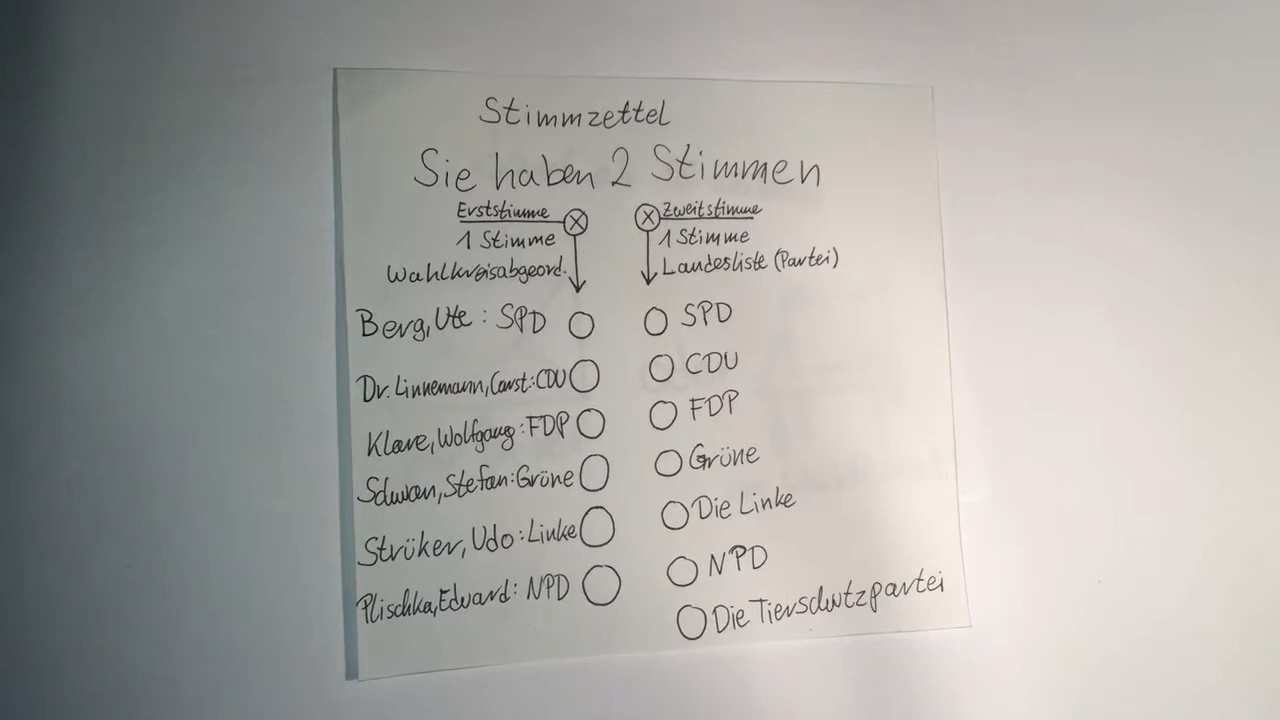 Stimmzettel
Sie haben 2 Stimmen
Erststimme
1 Stimme
Wahlkreisabgeord.
Zweitstimme
1 Stimme
Landesliste (Partei)
Berg, Ute: SPD
Dr. Linnemann, Carst.: CDU
Klare, Wolfgang: FDP
Schwan, Stefan: Grüne
Strüker, Udo: Linke
Plischka, Edward: NPD
SPD
CDU
FDP
Grüne
Die Linke
NPD
Die Tierschutzpartei